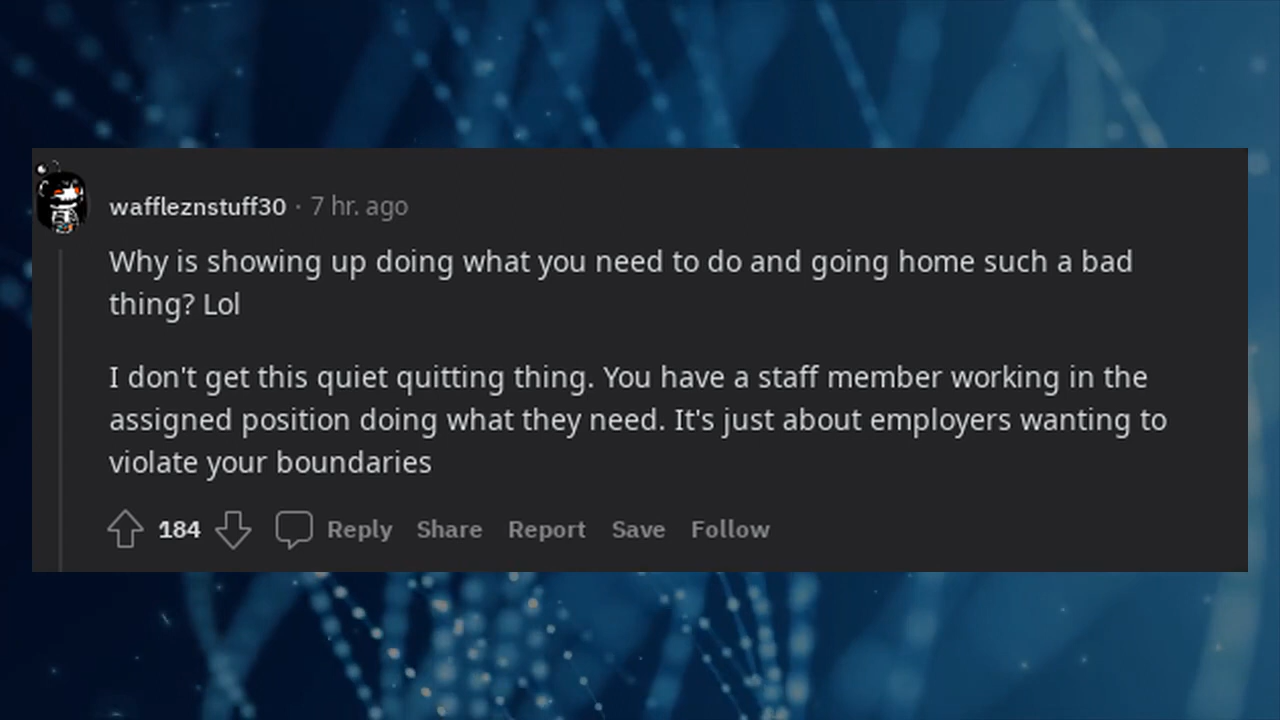 waffleznstuff30 · 7 hr. ago
Why is showing up doing what you need to do and going home such a bad
thing? Lol
I don't get this quiet quitting thing. You have a staff member working in the
assigned position doing what they need. It's just about employers wanting to
violate your boundaries
184 Reply Share Report Save Follow